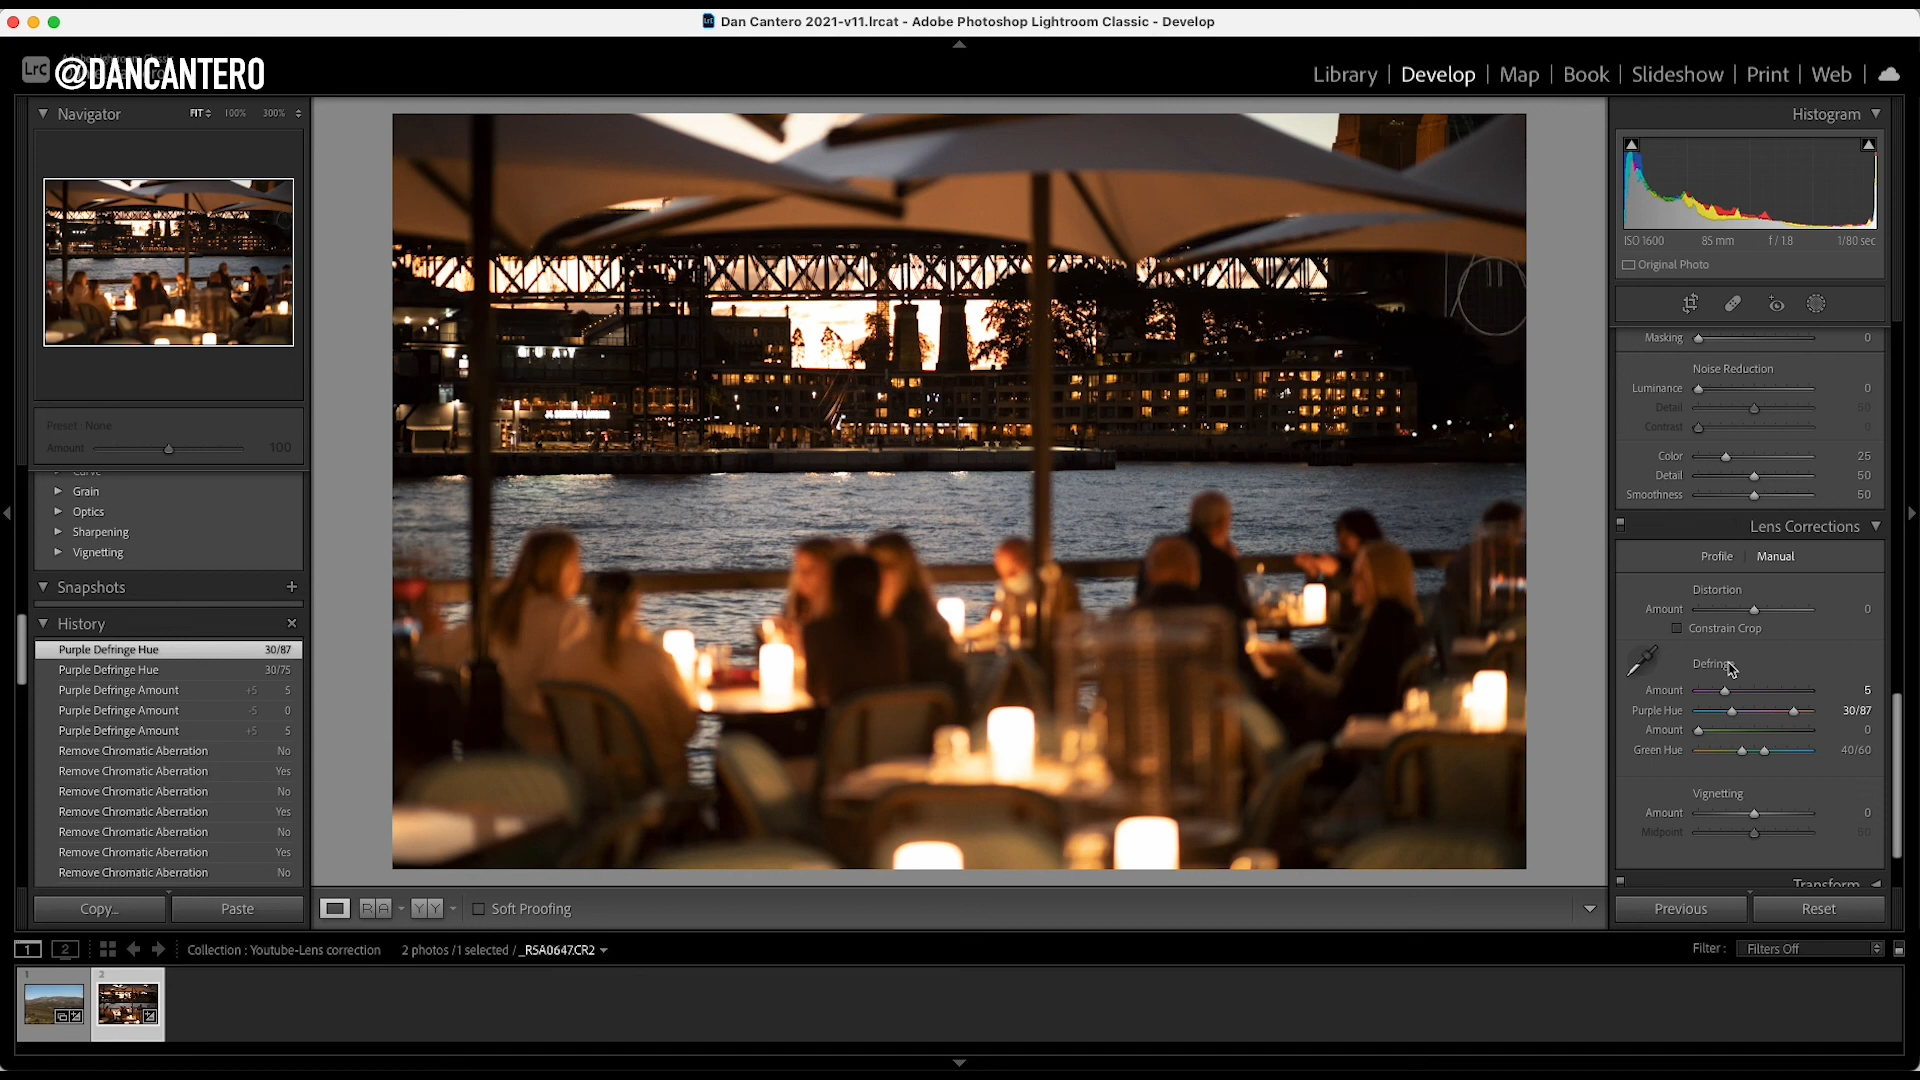 Dan Cantero 2021-v11.lrcat - Adobe Photoshop Lightroom Classic - Develop
LrC @DANCANTERO
Library | Develop | Map | Book | Slideshow | Print | Web
Navigator FIT 100% 300%
Histogram
ISO 1600 85 mm f / 1.8 1/80 sec
Original Photo
Masking 0
Noise Reduction
Luminance 0
Detail 50
Contrast 0
Color 25
Detail 50
Smoothness 50
Lens Corrections
Profile | Manual
Distortion
Amount 0
Constrain Crop
Defringe
Amount 5
Purple Hue 30/87
Amount 0
Green Hue 40/60
Vignetting
Amount 0
Midpoint 50
Transform
Previous Reset
Preset : None
Amount 100
Curve
Grain
Optics
Sharpening
Vignetting
Snapshots +
History ×
Purple Defringe Hue 30/87
Purple Defringe Hue 30/75
Purple Defringe Amount +5 5
Purple Defringe Amount -5 0
Purple Defringe Amount +5 5
Remove Chromatic Aberration No
Remove Chromatic Aberration Yes
Remove Chromatic Aberration No
Remove Chromatic Aberration Yes
Remove Chromatic Aberration No
Remove Chromatic Aberration Yes
Remove Chromatic Aberration No
Copy... Paste
R A Y Y Soft Proofing
1 2 Collection : Youtube-Lens correction 2 photos / 1 selected / _R5A0647.CR2
Filter : Filters Off
1 2